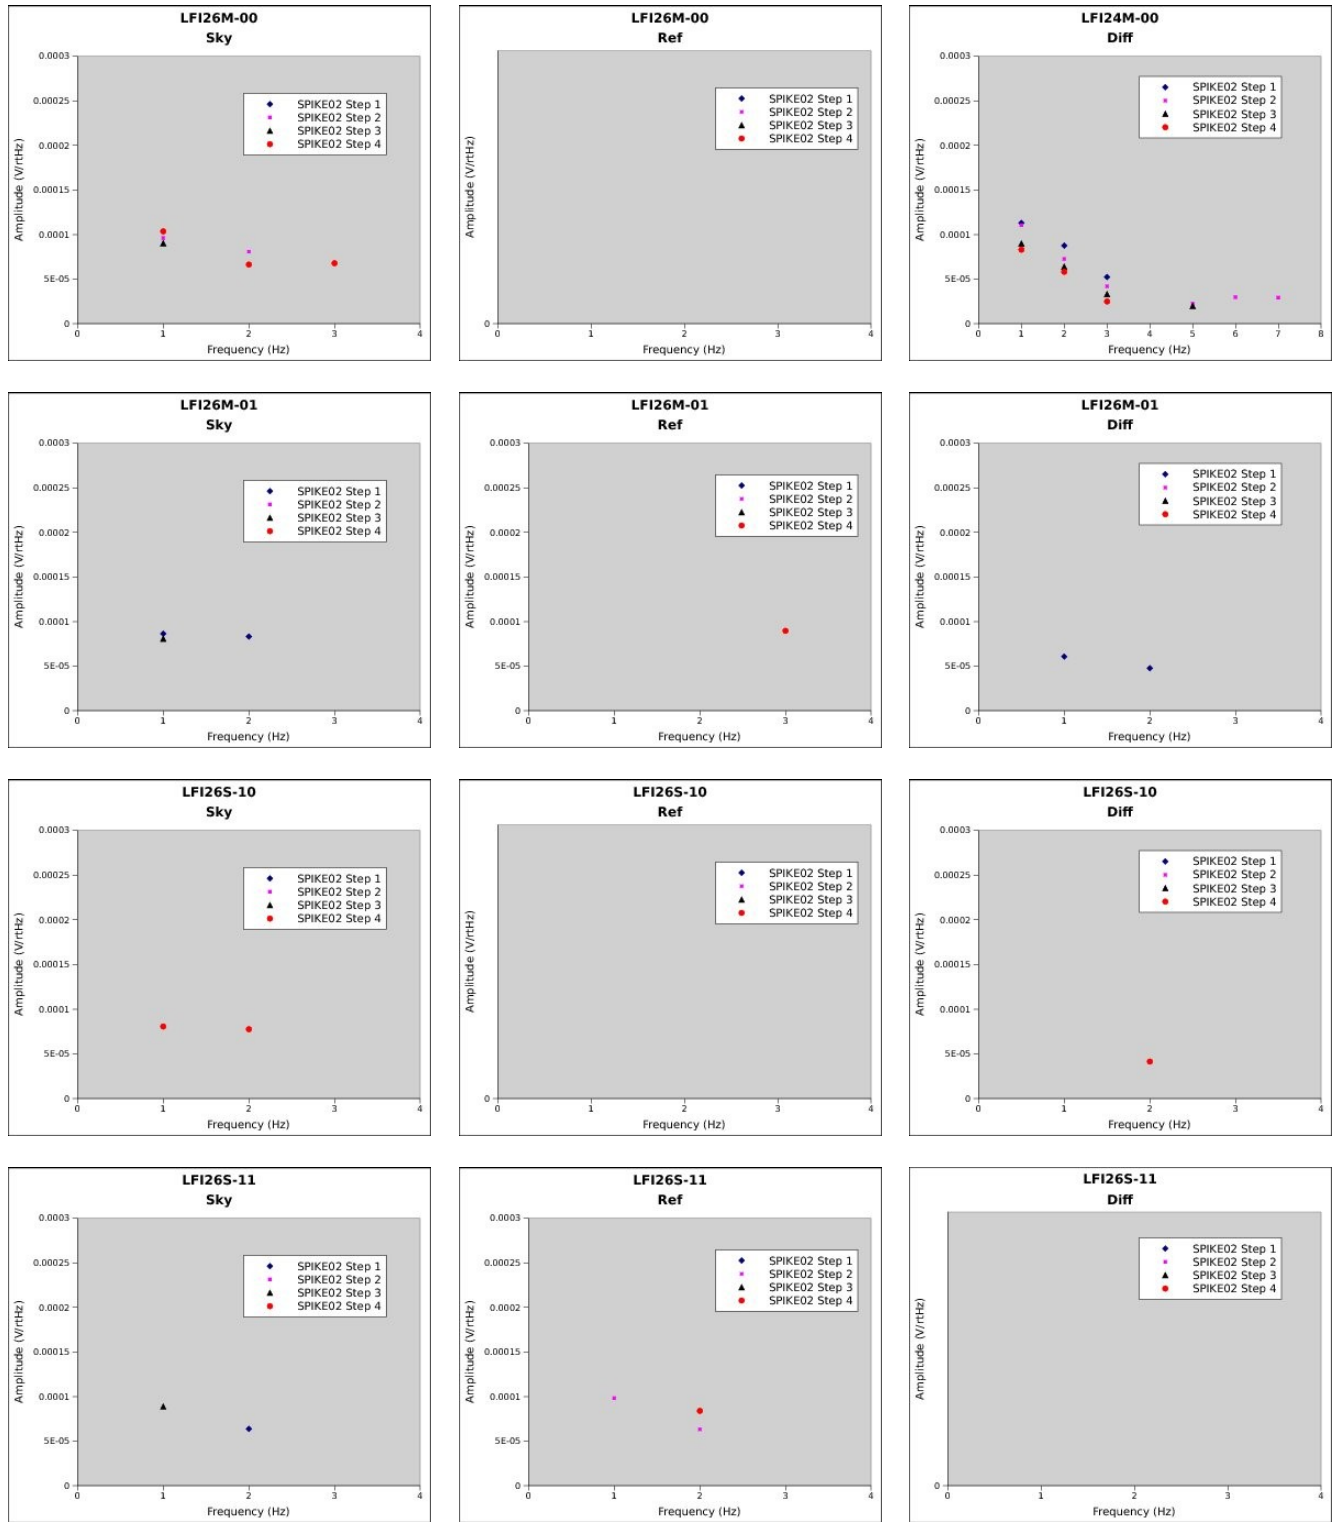 LFI26M-00
Sky
0.0003
0.00025
0.0002
0.00015
0.0001
5E-05
0
0 1 2 3 4
Amplitude (V/rtHz)
Frequency (Hz)
SPIKE02 Step 1
SPIKE02 Step 2
SPIKE02 Step 3
SPIKE02 Step 4
LFI26M-00
Ref
0
0 1 2 3 4
Amplitude (V/rtHz)
Frequency (Hz)
SPIKE02 Step 1
SPIKE02 Step 2
SPIKE02 Step 3
SPIKE02 Step 4
LFI24M-00
Diff
0.0003
0.00025
0.0002
0.00015
0.0001
5E-05
0
0 1 2 3 4 5 6 7 8
Amplitude (V/rtHz)
Frequency (Hz)
SPIKE02 Step 1
SPIKE02 Step 2
SPIKE02 Step 3
SPIKE02 Step 4
LFI26M-01
Sky
0.0003
0.00025
0.0002
0.00015
0.0001
5E-05
0
0 1 2 3 4
Amplitude (V/rtHz)
Frequency (Hz)
SPIKE02 Step 1
SPIKE02 Step 2
SPIKE02 Step 3
SPIKE02 Step 4
LFI26M-01
Ref
0.0003
0.00025
0.0002
0.00015
0.0001
5E-05
0
0 1 2 3 4
Amplitude (V/rtHz)
Frequency (Hz)
SPIKE02 Step 1
SPIKE02 Step 2
SPIKE02 Step 3
SPIKE02 Step 4
LFI26M-01
Diff
0.0003
0.00025
0.0002
0.00015
0.0001
5E-05
0
0 1 2 3 4
Amplitude (V/rtHz)
Frequency (Hz)
SPIKE02 Step 1
SPIKE02 Step 2
SPIKE02 Step 3
SPIKE02 Step 4
LFI26S-10
Sky
0.0003
0.00025
0.0002
0.00015
0.0001
5E-05
0
0 1 2 3 4
Amplitude (V/rtHz)
Frequency (Hz)
SPIKE02 Step 1
SPIKE02 Step 2
SPIKE02 Step 3
SPIKE02 Step 4
LFI26S-10
Ref
0
0 1 2 3 4
Amplitude (V/rtHz)
Frequency (Hz)
SPIKE02 Step 1
SPIKE02 Step 2
SPIKE02 Step 3
SPIKE02 Step 4
LFI26S-10
Diff
0.0003
0.00025
0.0002
0.00015
0.0001
5E-05
0
0 1 2 3 4
Amplitude (V/rtHz)
Frequency (Hz)
SPIKE02 Step 1
SPIKE02 Step 2
SPIKE02 Step 3
SPIKE02 Step 4
LFI26S-11
Sky
0.0003
0.00025
0.0002
0.00015
0.0001
5E-05
0
0 1 2 3 4
Amplitude (V/rtHz)
Frequency (Hz)
SPIKE02 Step 1
SPIKE02 Step 2
SPIKE02 Step 3
SPIKE02 Step 4
LFI26S-11
Ref
0.0003
0.00025
0.0002
0.00015
0.0001
5E-05
0
0 1 2 3 4
Amplitude (V/rtHz)
Frequency (Hz)
SPIKE02 Step 1
SPIKE02 Step 2
SPIKE02 Step 3
SPIKE02 Step 4
LFI26S-11
Diff
0
0 1 2 3 4
Amplitude (V/rtHz)
Frequency (Hz)
SPIKE02 Step 1
SPIKE02 Step 2
SPIKE02 Step 3
SPIKE02 Step 4